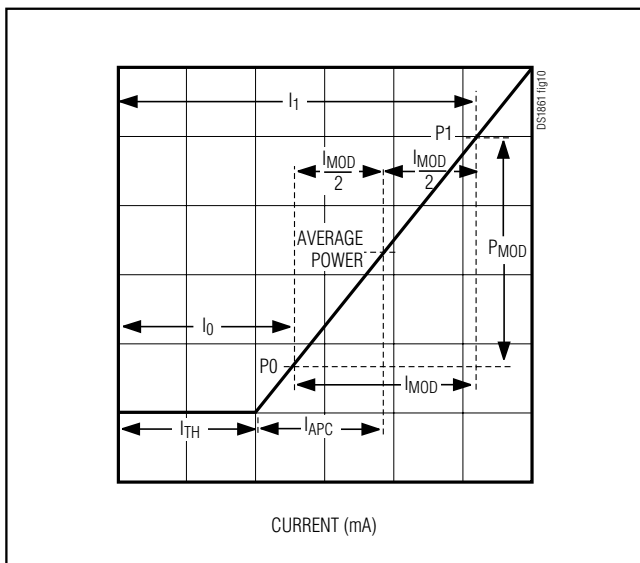 I1
DS1861 fig10
P1
IMOD
2
IMOD
2
AVERAGE
POWER
PMOD
I0
P0
IMOD
ITH
IAPC
CURRENT (mA)